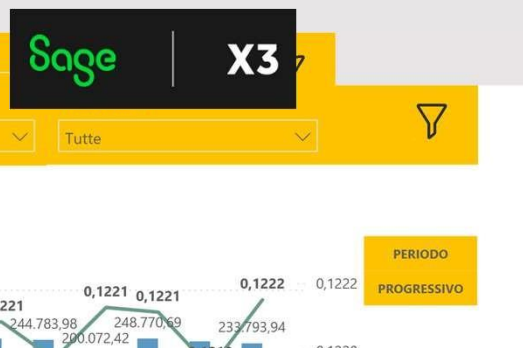 Sage X3
Tutte
PERIODO
PROGRESSIVO
0,1221 0,1221 0,1222 0,1222
221
244.783,98 248.770,69 233.793,94
200.072,42